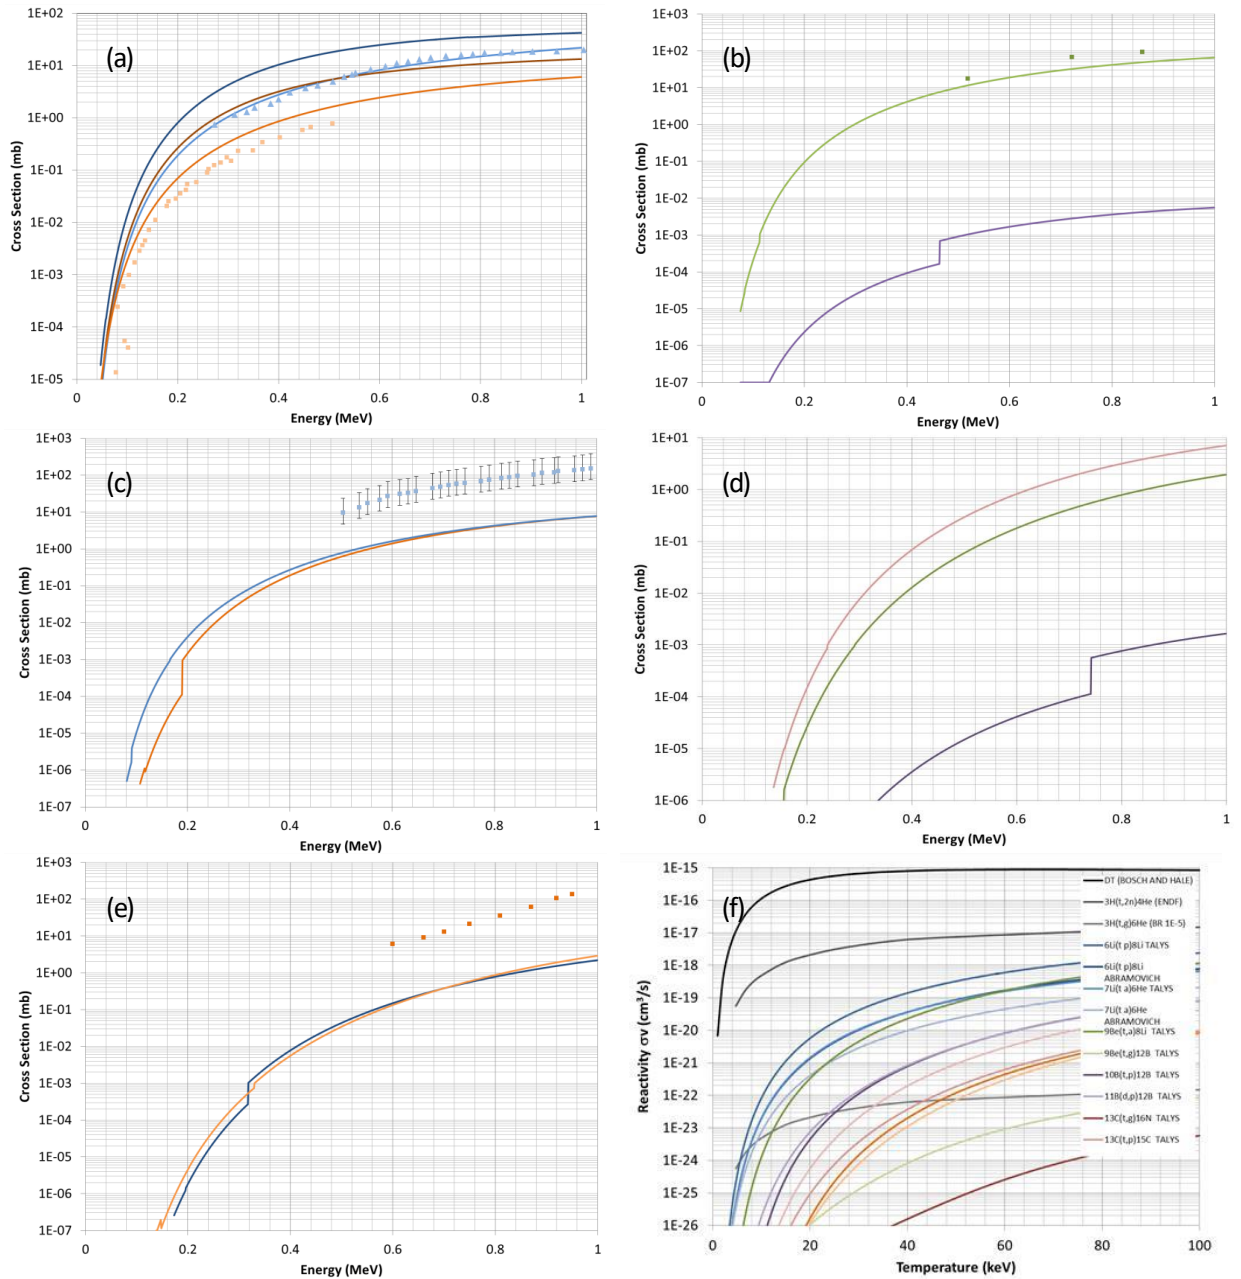 (a)
1E+02
1E+01
1E+00
1E-01
1E-02
1E-03
1E-04
1E-05
Cross Section (mb)
0 0.2 0.4 0.6 0.8 1
Energy (MeV)
(b)
1E+03
1E+02
1E+01
1E+00
1E-01
1E-02
1E-03
1E-04
1E-05
1E-06
1E-07
Cross Section (mb)
0 0.2 0.4 0.6 0.8 1
Energy (MeV)
(c)
1E+03
1E+02
1E+01
1E+00
1E-01
1E-02
1E-03
1E-04
1E-05
1E-06
1E-07
Cross Section (mb)
0 0.2 0.4 0.6 0.8 1
Energy (MeV)
(d)
1E+01
1E+00
1E-01
1E-02
1E-03
1E-04
1E-05
1E-06
Cross Section (mb)
0 0.2 0.4 0.6 0.8 1
Energy (MeV)
(e)
1E+03
1E+02
1E+01
1E+00
1E-01
1E-02
1E-03
1E-04
1E-05
1E-06
1E-07
Cross Section (mb)
0 0.2 0.4 0.6 0.8 1
Energy (MeV)
(f)
1E-15
1E-16
1E-17
1E-18
1E-19
1E-20
1E-21
1E-22
1E-23
1E-24
1E-25
1E-26
Reactivity σv (cm³/s)
0 20 40 60 80 100
Temperature (keV)
DT (BOSCH AND HALE)
3H(t,2n)4He (ENDF)
3H(t,g)6He (BR 1E-5)
6Li(t p)8Li TALYS
6Li(t p)8Li
ABRAMOVICH
7Li(t a)6He TALYS
7Li(t a)6He
ABRAMOVICH
9Be(t,a)8Li TALYS
9Be(t,g)12B TALYS
10B(t,p)12B TALYS
11B(d,p)12B TALYS
13C(t,g)16N TALYS
13C(t,p)15C TALYS